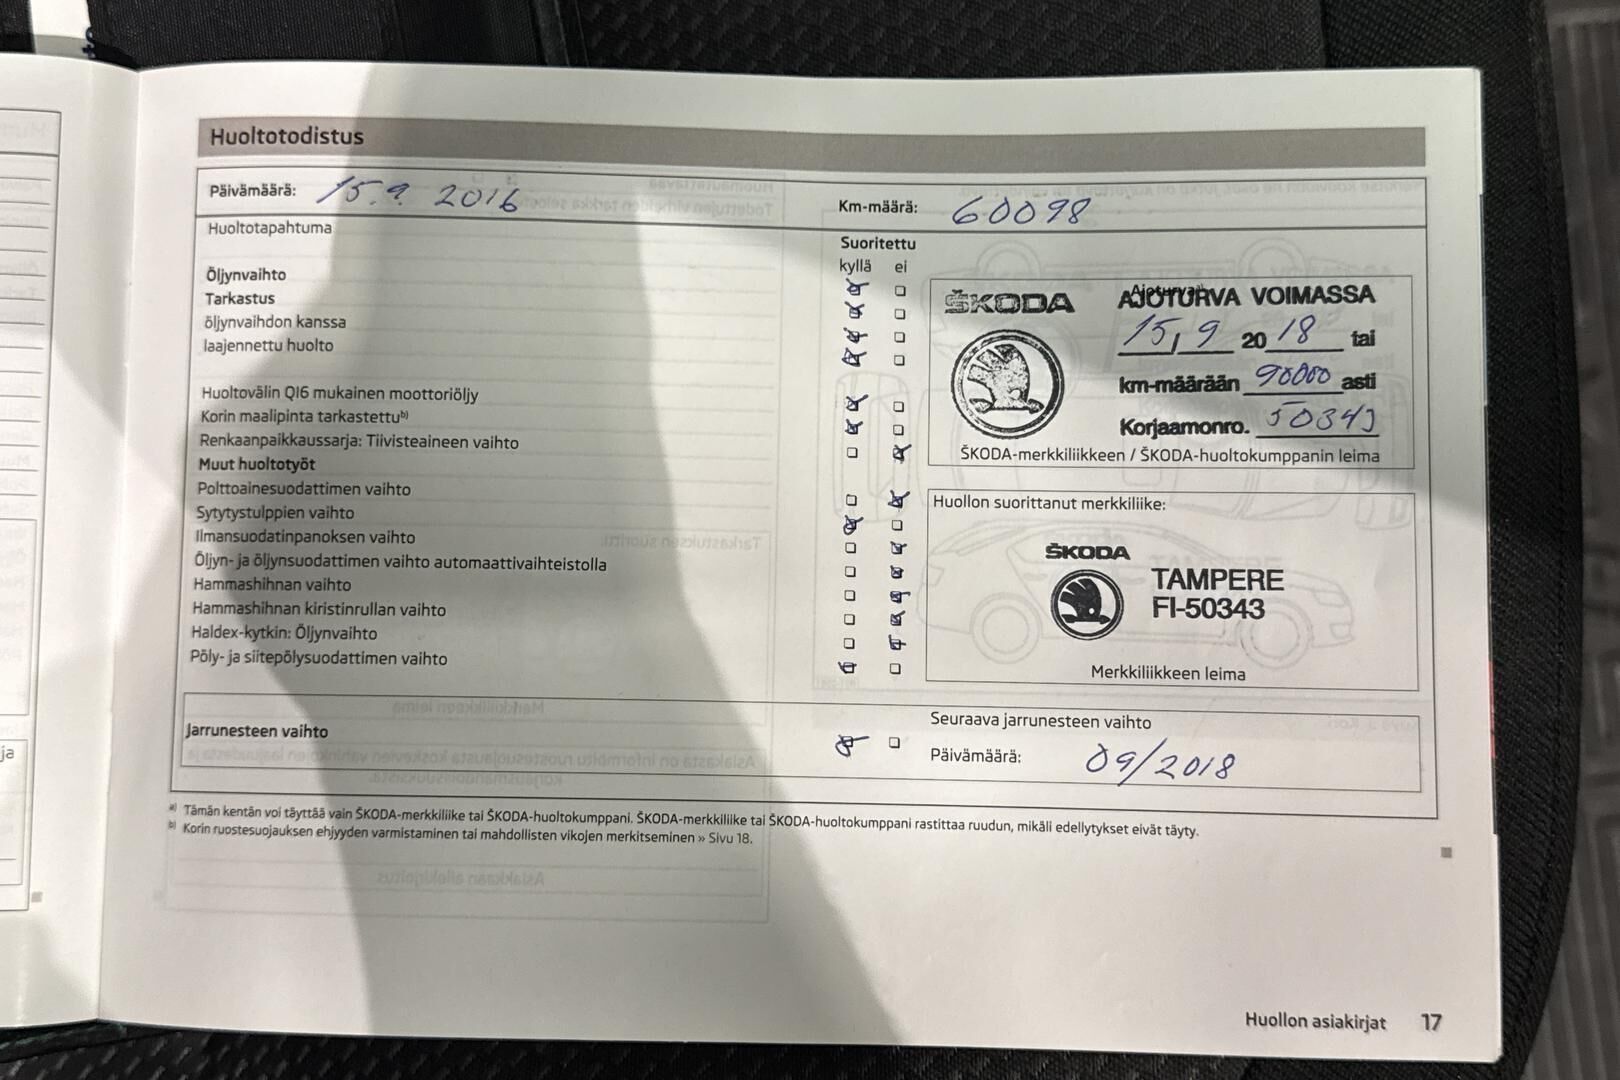 Huoltotodistus
Päivämäärä: 15.9. 2016
Km-määrä: 60098
Huoltotapahtuma
Suoritettu
kyllä ei
Öljynvaihto
Tarkastus
öljynvaihdon kanssa
laajennettu huolto
Huoltovälin QI6 mukainen moottoriöljy
Korin maalipinta tarkastettu b)
Renkaanpaikkaussarja: Tiivisteaineen vaihto
Muut huoltotyöt
Polttoainesuodattimen vaihto
Sytytystulppien vaihto
Ilmansuodatinpanoksen vaihto
Öljyn- ja öljynsuodattimen vaihto automaattivaihteistolla
Hammashihnan vaihto
Hammashihnan kiristinrullan vaihto
Haldex-kytkin: Öljynvaihto
Pöly- ja siitepölysuodattimen vaihto
ŠKODA
AJOTURVA VOIMASSA
15, 9 20 18 tai
km-määrään 90000 asti
Korjaamonro. 50343
ŠKODA-merkkiliikkeen / ŠKODA-huoltokumppanin leima
Huollon suorittanut merkkiliike:
ŠKODA
TAMPERE
FI-50343
Merkkiliikkeen leima
Jarrunesteen vaihto
Seuraava jarrunesteen vaihto
Päivämäärä: 09/2018
a) Tämän kentän voi täyttää vain ŠKODA-merkkiliike tai ŠKODA-huoltokumppani. ŠKODA-merkkiliike tai ŠKODA-huoltokumppani rastittaa ruudun, mikäli edellytykset eivät täyty.
b) Korin ruostesuojauksen ehjyyden varmistaminen tai mahdollisten vikojen merkitseminen » Sivu 18.
Huollon asiakirjat 17
ja